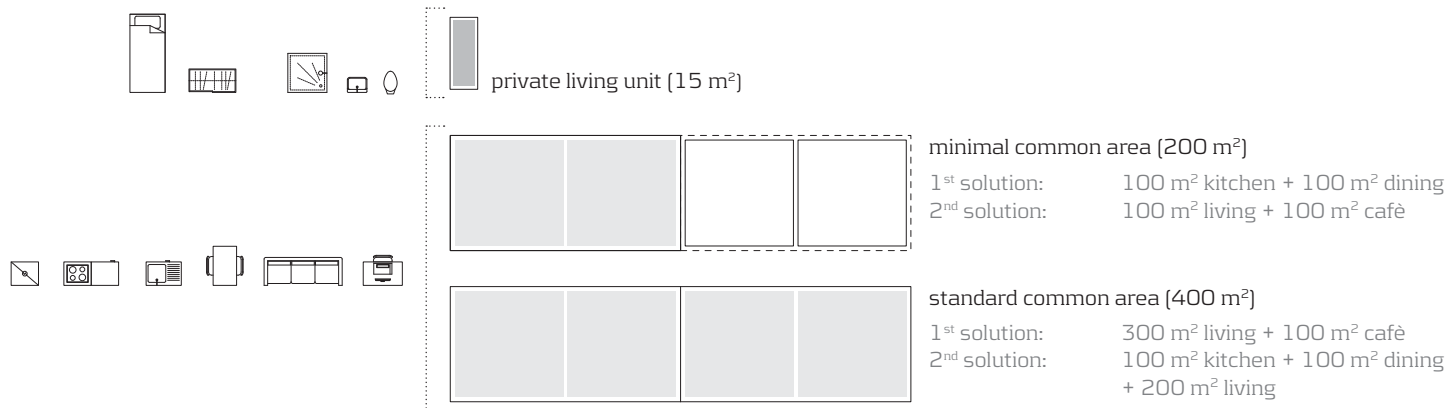 private living unit (15 m²)
minimal common area (200 m²)
1st solution: 100 m² kitchen + 100 m² dining
2nd solution: 100 m² living + 100 m² cafè
standard common area (400 m²)
1st solution: 300 m² living + 100 m² cafè
2nd solution: 100 m² kitchen + 100 m² dining
+ 200 m² living